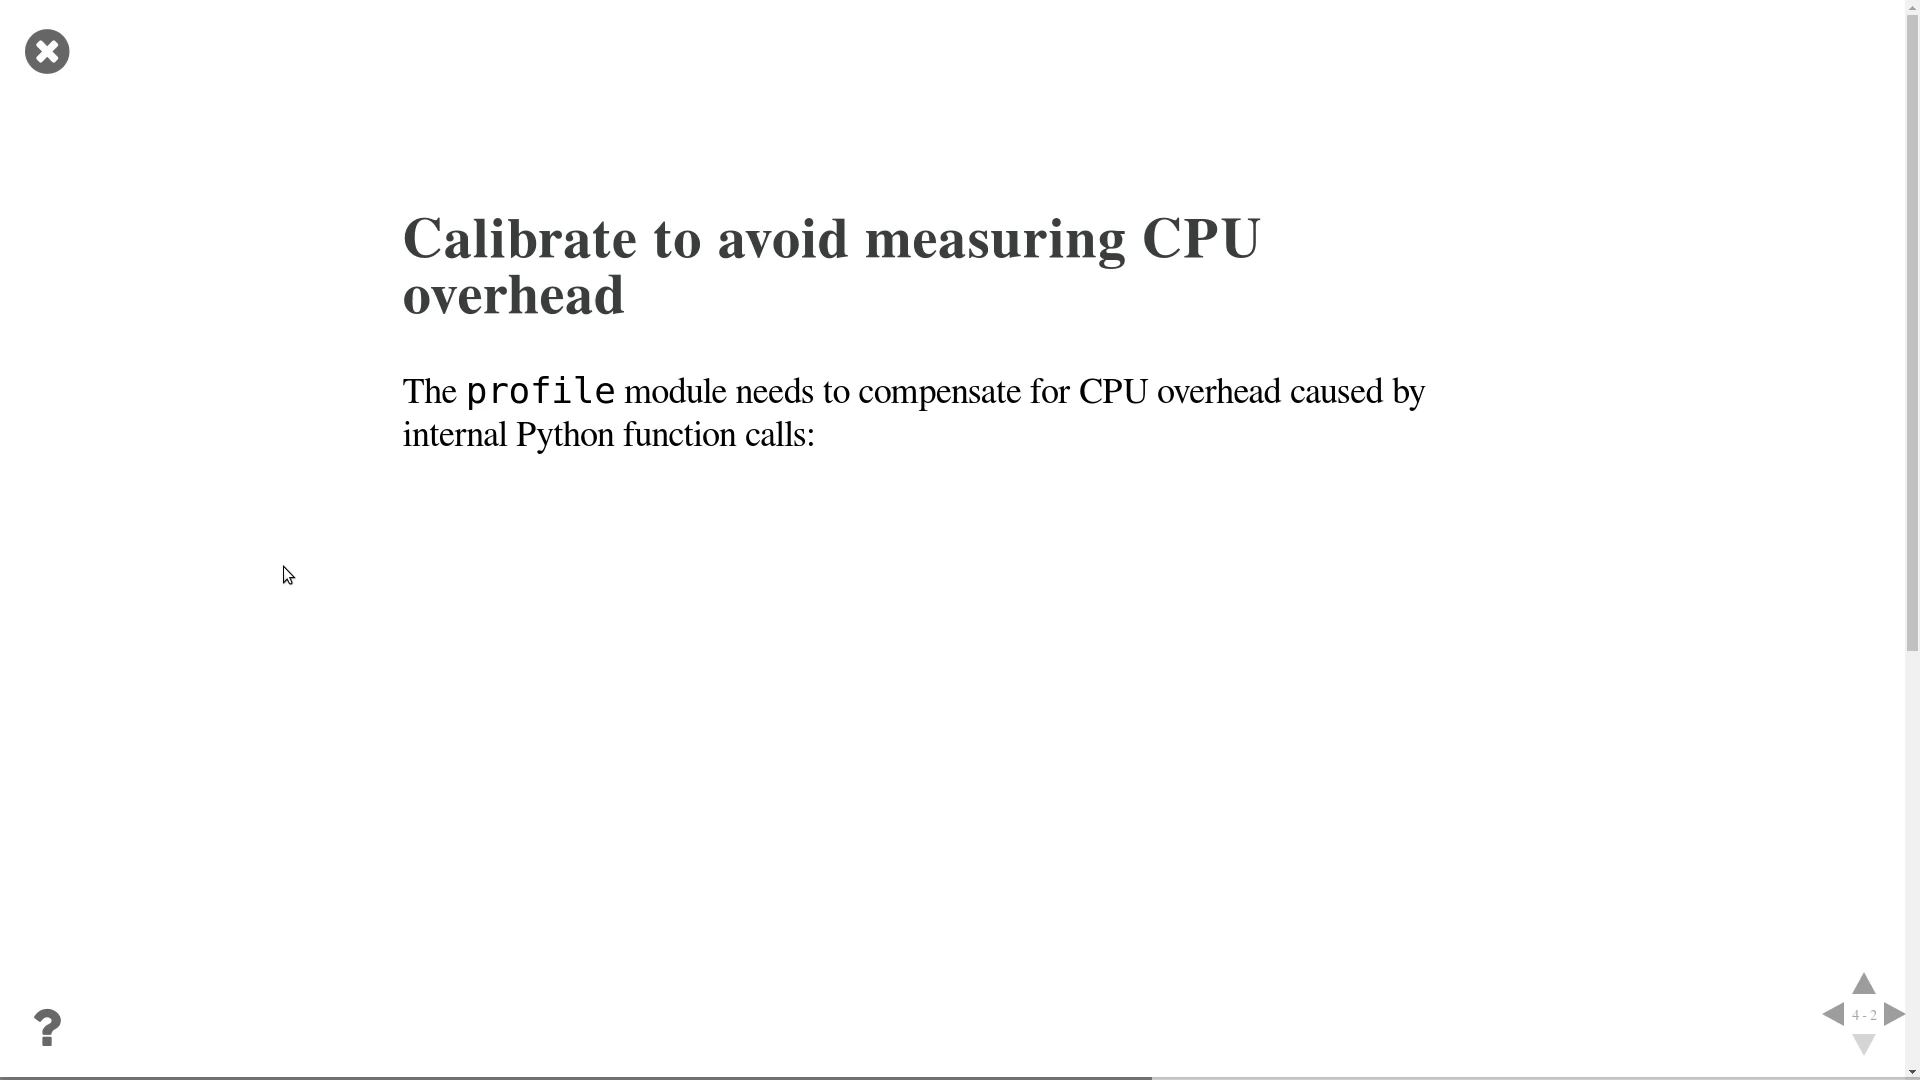 Calibrate to avoid measuring CPU
overhead
The profile module needs to compensate for CPU overhead caused by
internal Python function calls:
?
4 - 2